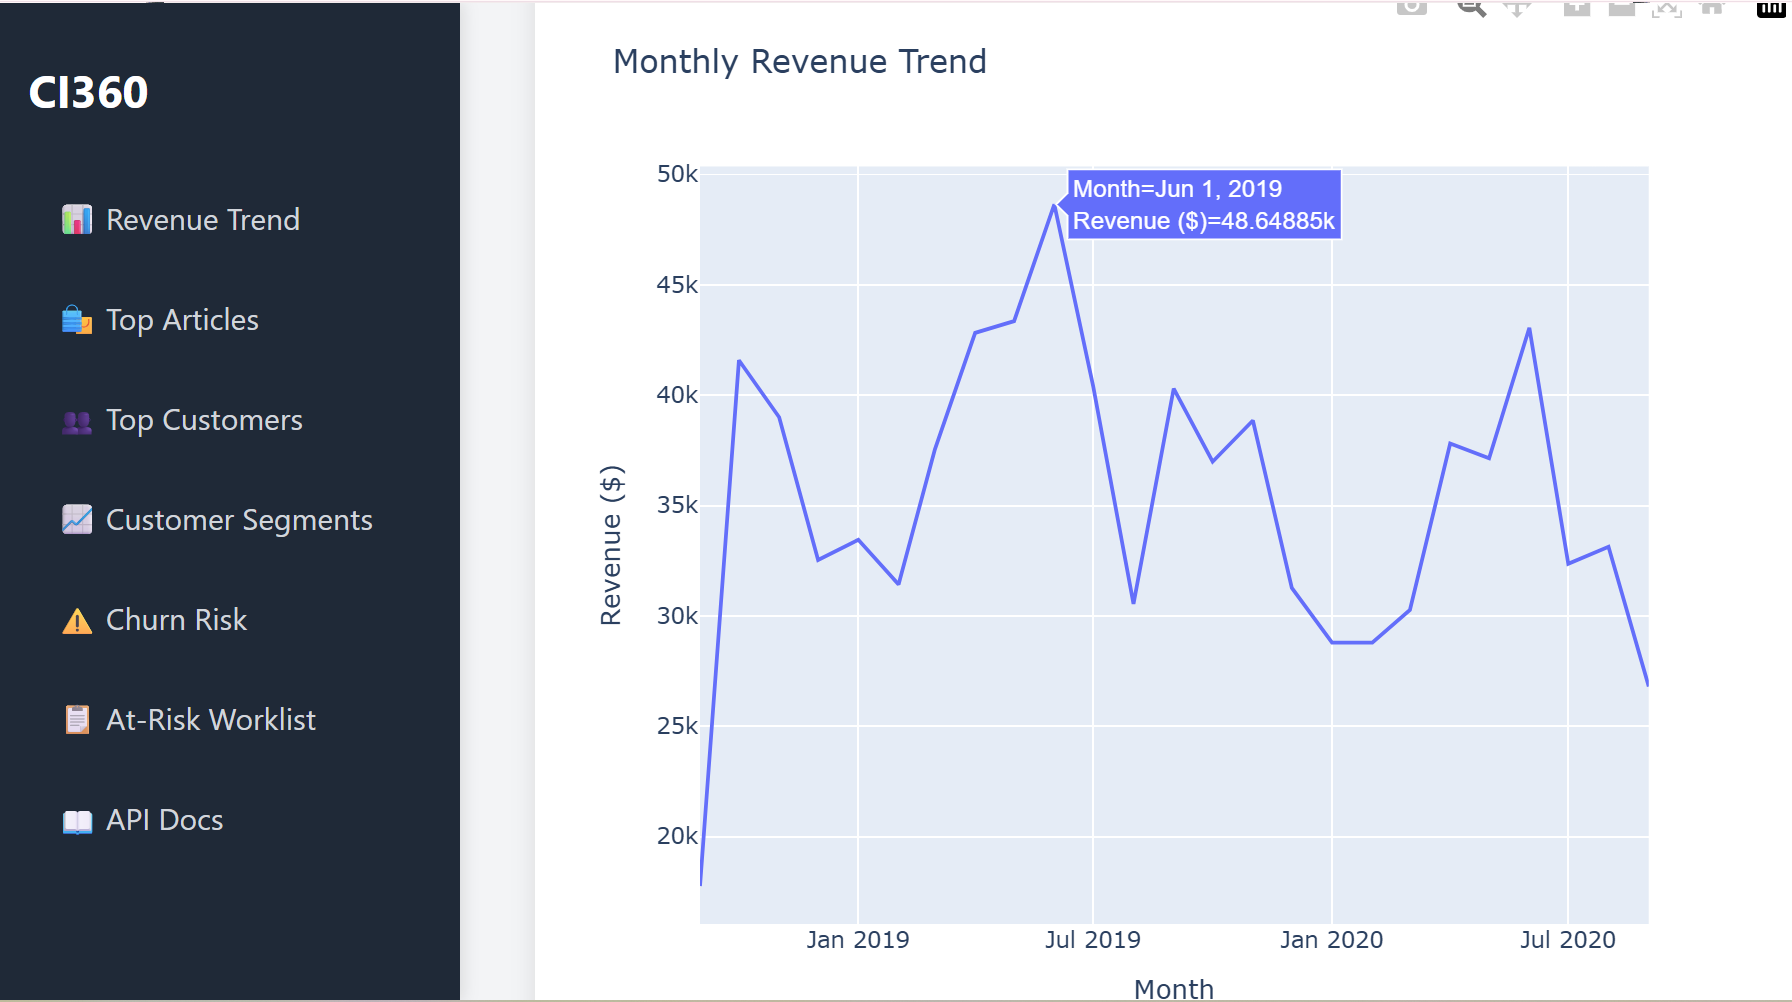 CI360
Revenue Trend
Top Articles
Top Customers
Customer Segments
Churn Risk
At-Risk Worklist
API Docs
Monthly Revenue Trend
50k
45k
40k
35k
30k
25k
20k
Revenue ($)
Month=Jun 1, 2019
Revenue ($)=48.64885k
Jan 2019
Jul 2019
Jan 2020
Jul 2020
Month